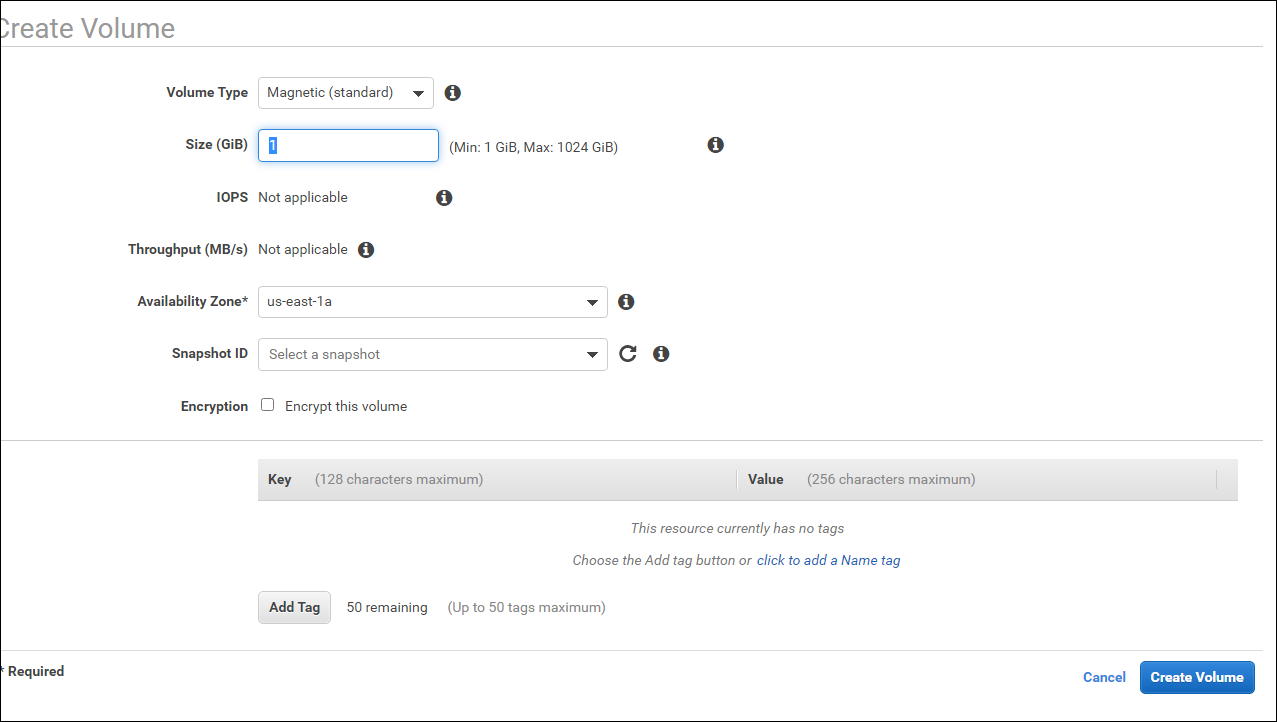 Create Volume
Volume Type Magnetic (standard)
Size (GiB) 1 (Min: 1 GiB, Max: 1024 GiB)
IOPS Not applicable
Throughput (MB/s) Not applicable
Availability Zone* us-east-1a
Snapshot ID Select a snapshot
Encryption Encrypt this volume
Key (128 characters maximum) Value (256 characters maximum)
This resource currently has no tags
Choose the Add tag button or click to add a Name tag
Add Tag 50 remaining (Up to 50 tags maximum)
* Required
Cancel Create Volume